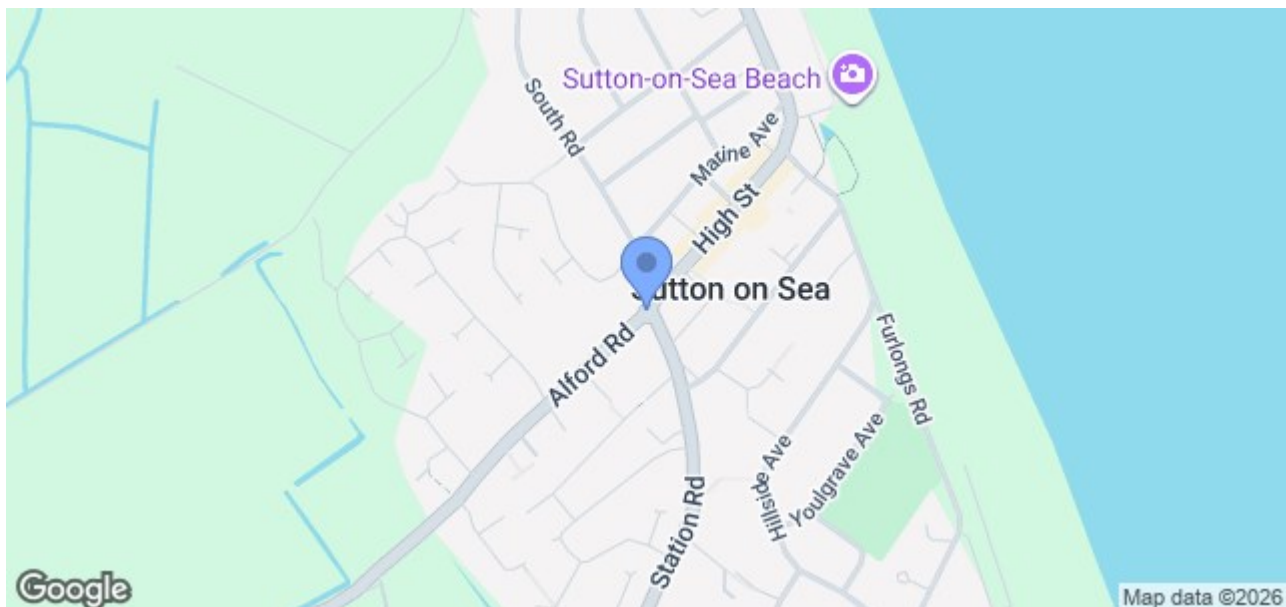 Sutton-on-Sea Beach
South Rd
Marine Ave
High St
Sutton on Sea
Alford Rd
Furlongs Rd
Hillside Ave
Youlgrave Ave
Station Rd
Google
Map data ©2026